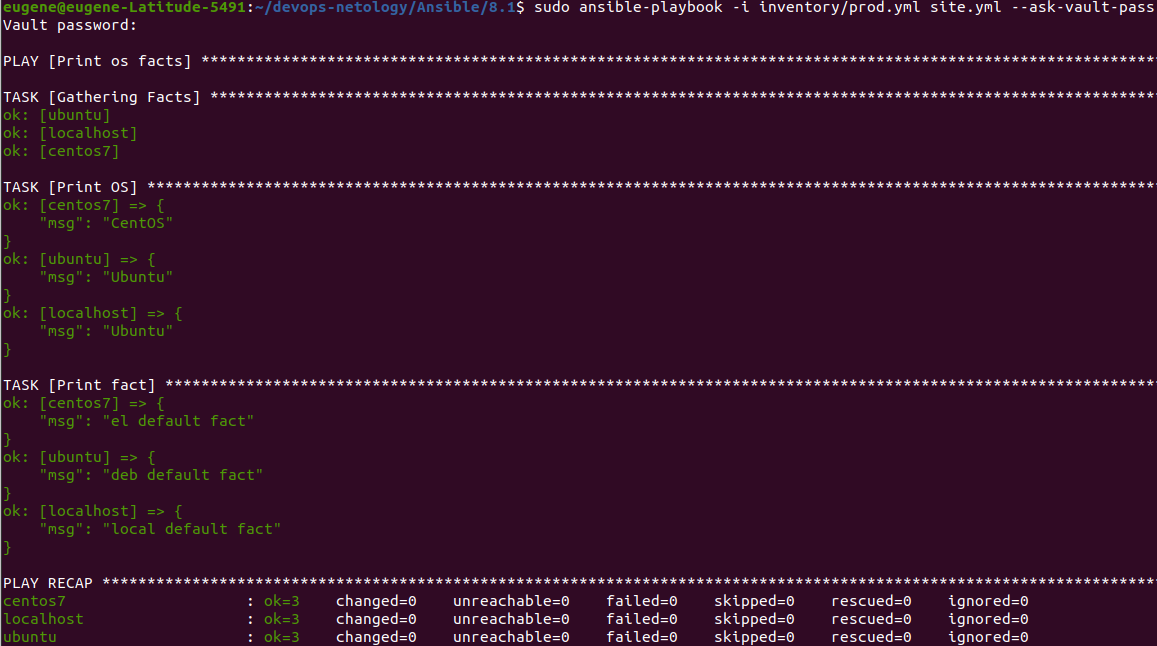 eugene@eugene-Latitude-5491:~/devops-netology/Ansible/8.1$ sudo ansible-playbook -i inventory/prod.yml site.yml --ask-vault-pass
Vault password:
PLAY [Print os facts] **********************************************************************************************************
TASK [Gathering Facts] *********************************************************************************************************
ok: [ubuntu]
ok: [localhost]
ok: [centos7]
TASK [Print OS] ****************************************************************************************************************
ok: [centos7] => {
    "msg": "CentOS"
}
ok: [ubuntu] => {
    "msg": "Ubuntu"
}
ok: [localhost] => {
    "msg": "Ubuntu"
}
TASK [Print fact] **************************************************************************************************************
ok: [centos7] => {
    "msg": "el default fact"
}
ok: [ubuntu] => {
    "msg": "deb default fact"
}
ok: [localhost] => {
    "msg": "local default fact"
}
PLAY RECAP *********************************************************************************************************************
centos7                    : ok=3    changed=0    unreachable=0    failed=0    skipped=0    rescued=0    ignored=0
localhost                  : ok=3    changed=0    unreachable=0    failed=0    skipped=0    rescued=0    ignored=0
ubuntu                     : ok=3    changed=0    unreachable=0    failed=0    skipped=0    rescued=0    ignored=0